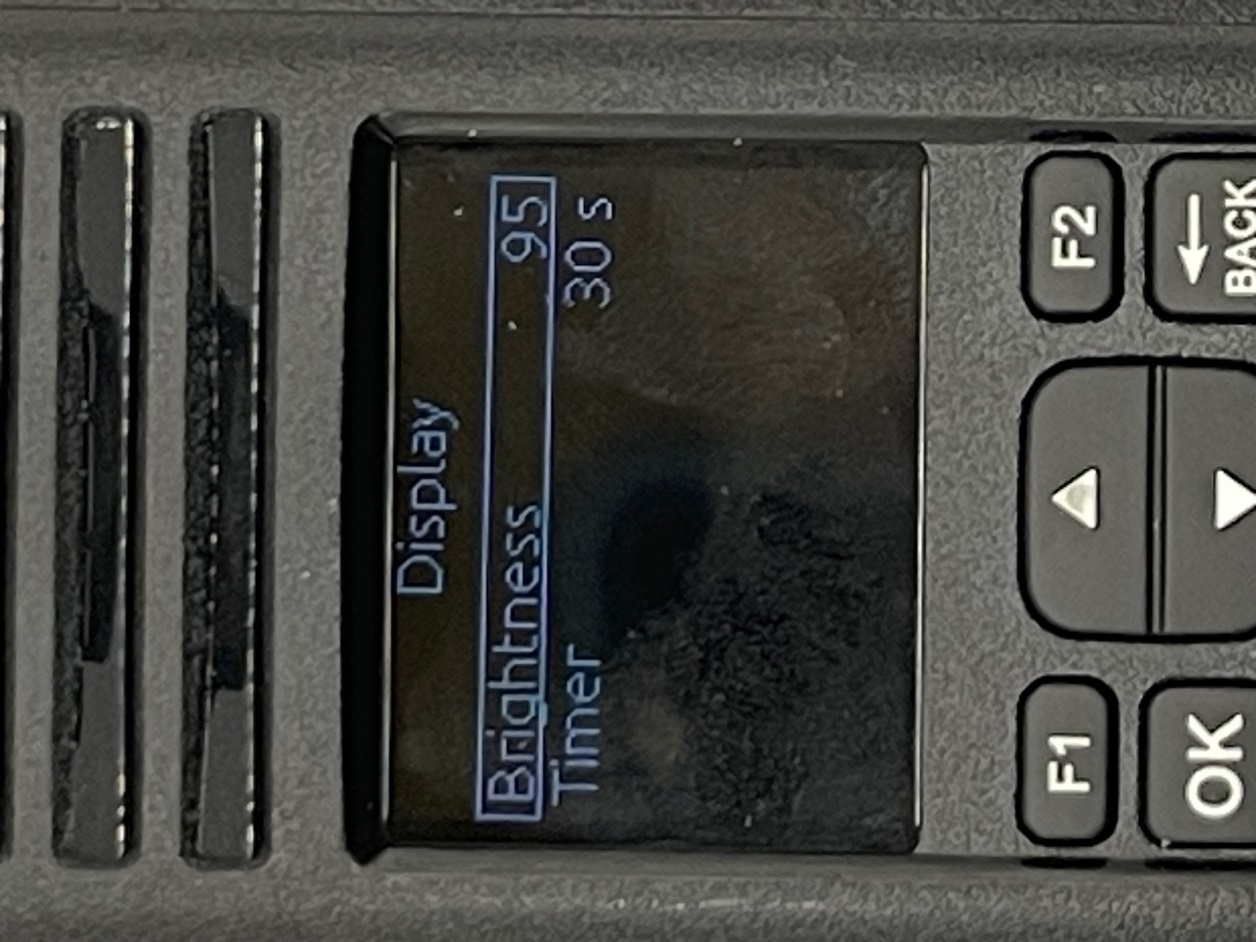 Display
Brightness 95
Timer 30 s
F1
F2
OK
BACK